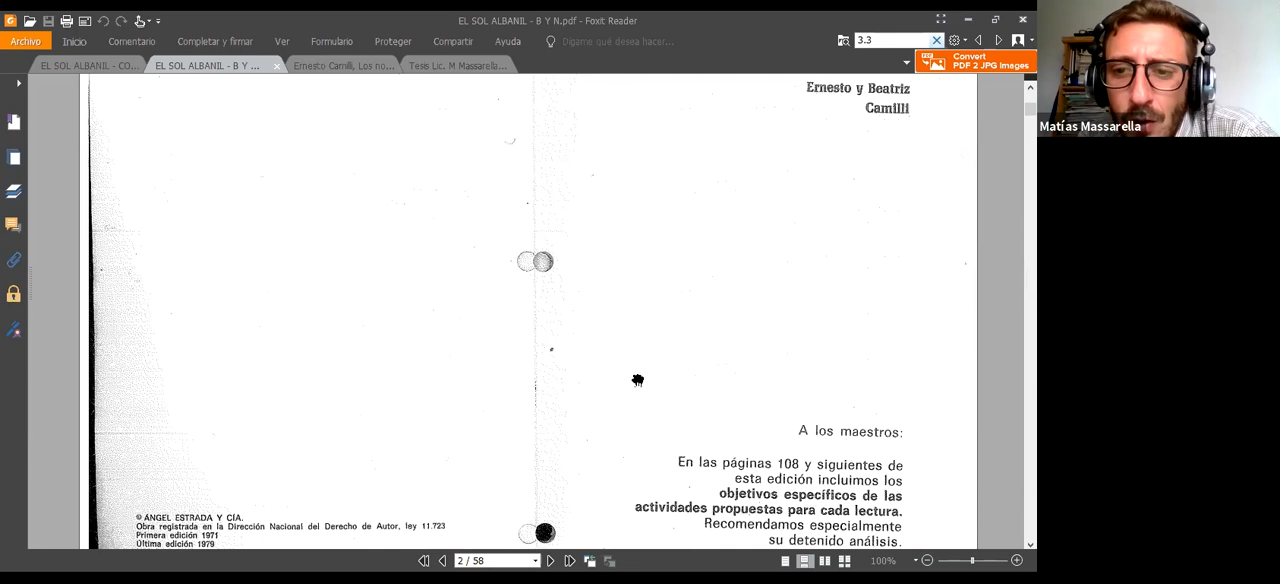 EL SOL ALBANIL - B Y N.pdf - Foxit Reader
Archivo Inicio Comentario Completar y firmar Ver Formulario Proteger Compartir Ayuda Dígame qué desea hacer... 3.3
EL SOL ALBANIL - CO... EL SOL ALBANIL - B Y ... Ernesto Camilli, Los no... Tesis Lic. M Massarella...
Convert
PDF 2 JPG Images
Matías Massarella
Ernesto y Beatriz
Camilli
A los maestros:
En las páginas 108 y siguientes de
esta edición incluimos los
objetivos específicos de las
actividades propuestas para cada lectura.
Recomendamos especialmente
su detenido análisis.
© ÁNGEL ESTRADA Y CÍA.
Obra registrada en la Dirección Nacional del Derecho de Autor, ley 11.723
Primera edición 1971
Última edición 1979
2 / 58
100%